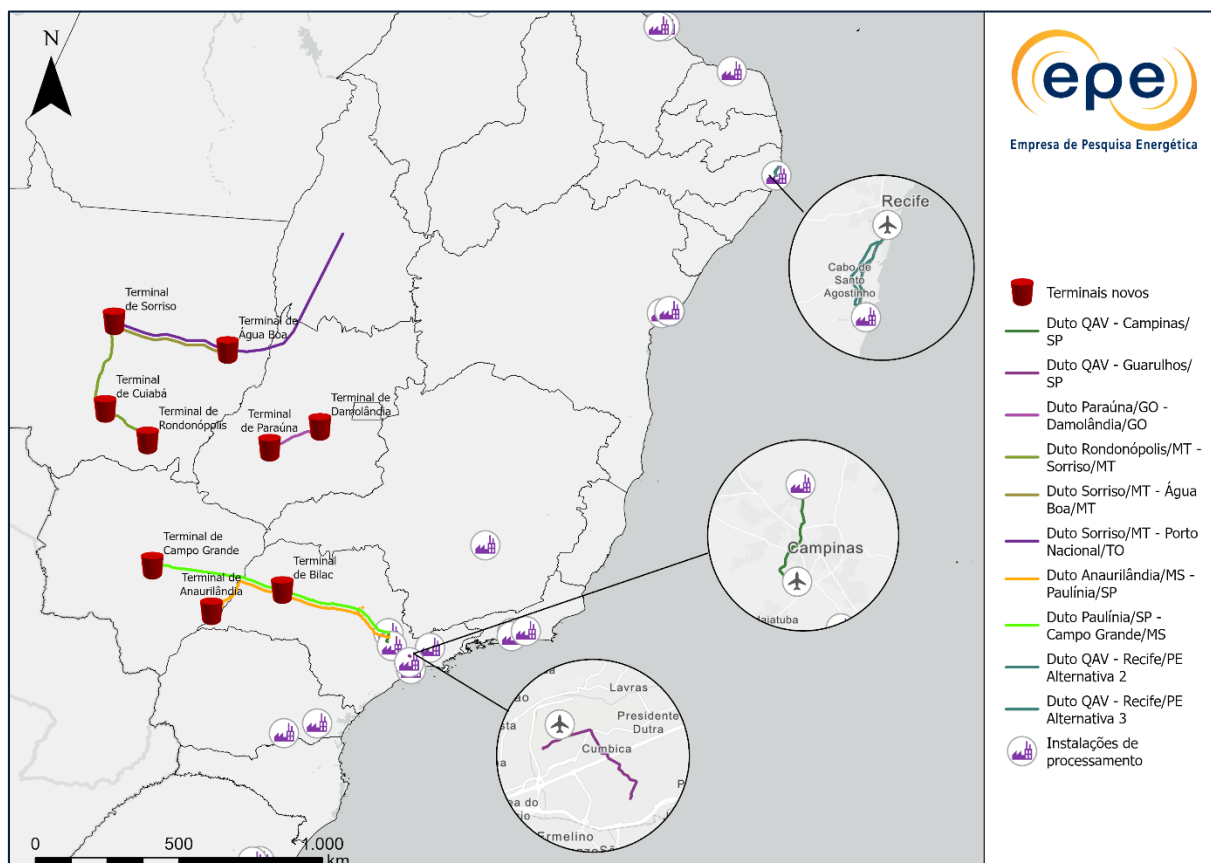 N
Terminal
de Sorriso
Terminal de
Água Boa
Terminal
de Cuiabá
Terminal de
Rondonópolis
Terminal
de Paraúna
Terminal de
Damolândia
Terminal de
Campo Grande
Terminal de
Anaurilândia
Terminal
de Bilac
Recife
Cabo de
Santo
Agostinho
Campinas
Lavras
Presidente
Dutra
Cumbica
Ermelino
0
500
1.000
km
epe
Empresa de Pesquisa Energética
Terminais novos
Duto QAV - Campinas/
SP
Duto QAV - Guarulhos/
SP
Duto Paraúna/GO -
Damolândia/GO
Duto Rondonópolis/MT -
Sorriso/MT
Duto Sorriso/MT - Água
Boa/MT
Duto Sorriso/MT - Porto
Nacional/TO
Duto Anaurilândia/MS -
Paulínia/SP
Duto Paulínia/SP -
Campo Grande/MS
Duto QAV - Recife/PE
Alternativa 2
Duto QAV - Recife/PE
Alternativa 3
Instalações de
processamento